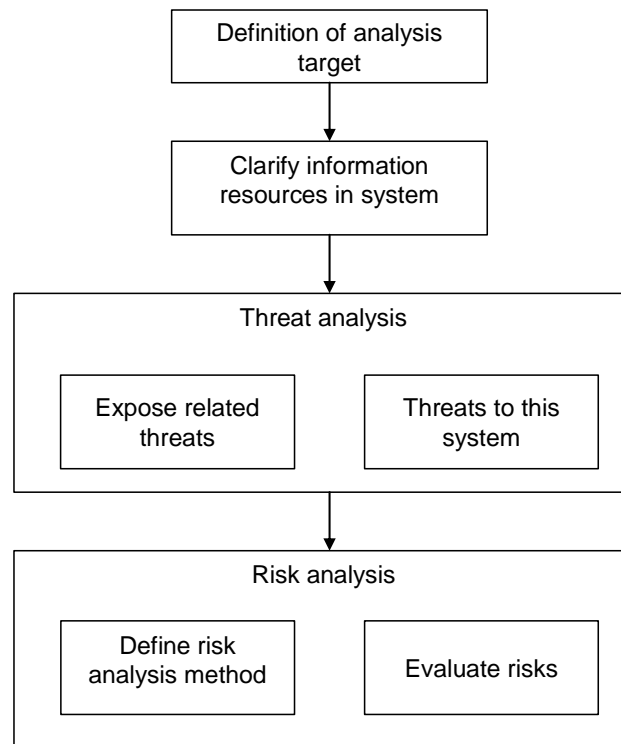 Definition of analysis
target
Clarify information
resources in system
Threat analysis
Expose related
threats
Threats to this
system
Risk analysis
Define risk
analysis method
Evaluate risks